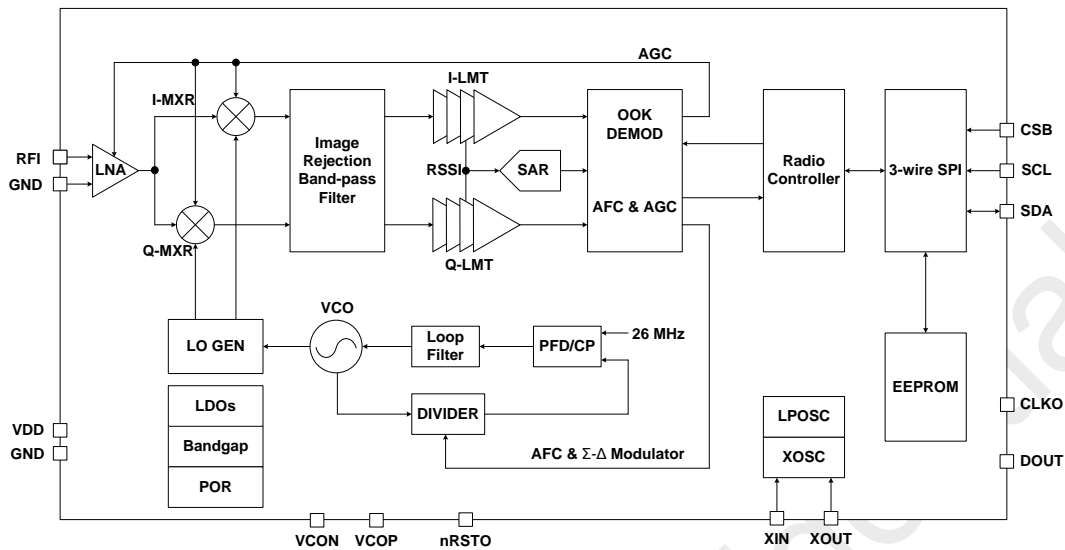 AGC
I-LMT
I-MXR
OOK
DEMOD
CSB
RFI
LNA
Image
Rejection
Band-pass
Filter
RSSI
SAR
Radio
Controller
3-wire SPI
SCL
GND
AFC & AGC
SDA
Q-MXR
Q-LMT
VCO
LO GEN
Loop
Filter
PFD/CP
26 MHz
EEPROM
LDOs
DIVIDER
LPOSC
CLKO
VDD
Bandgap
AFC & Σ-Δ Modulator
XOSC
GND
DOUT
POR
VCON
VCOP
nRSTO
XIN
XOUT